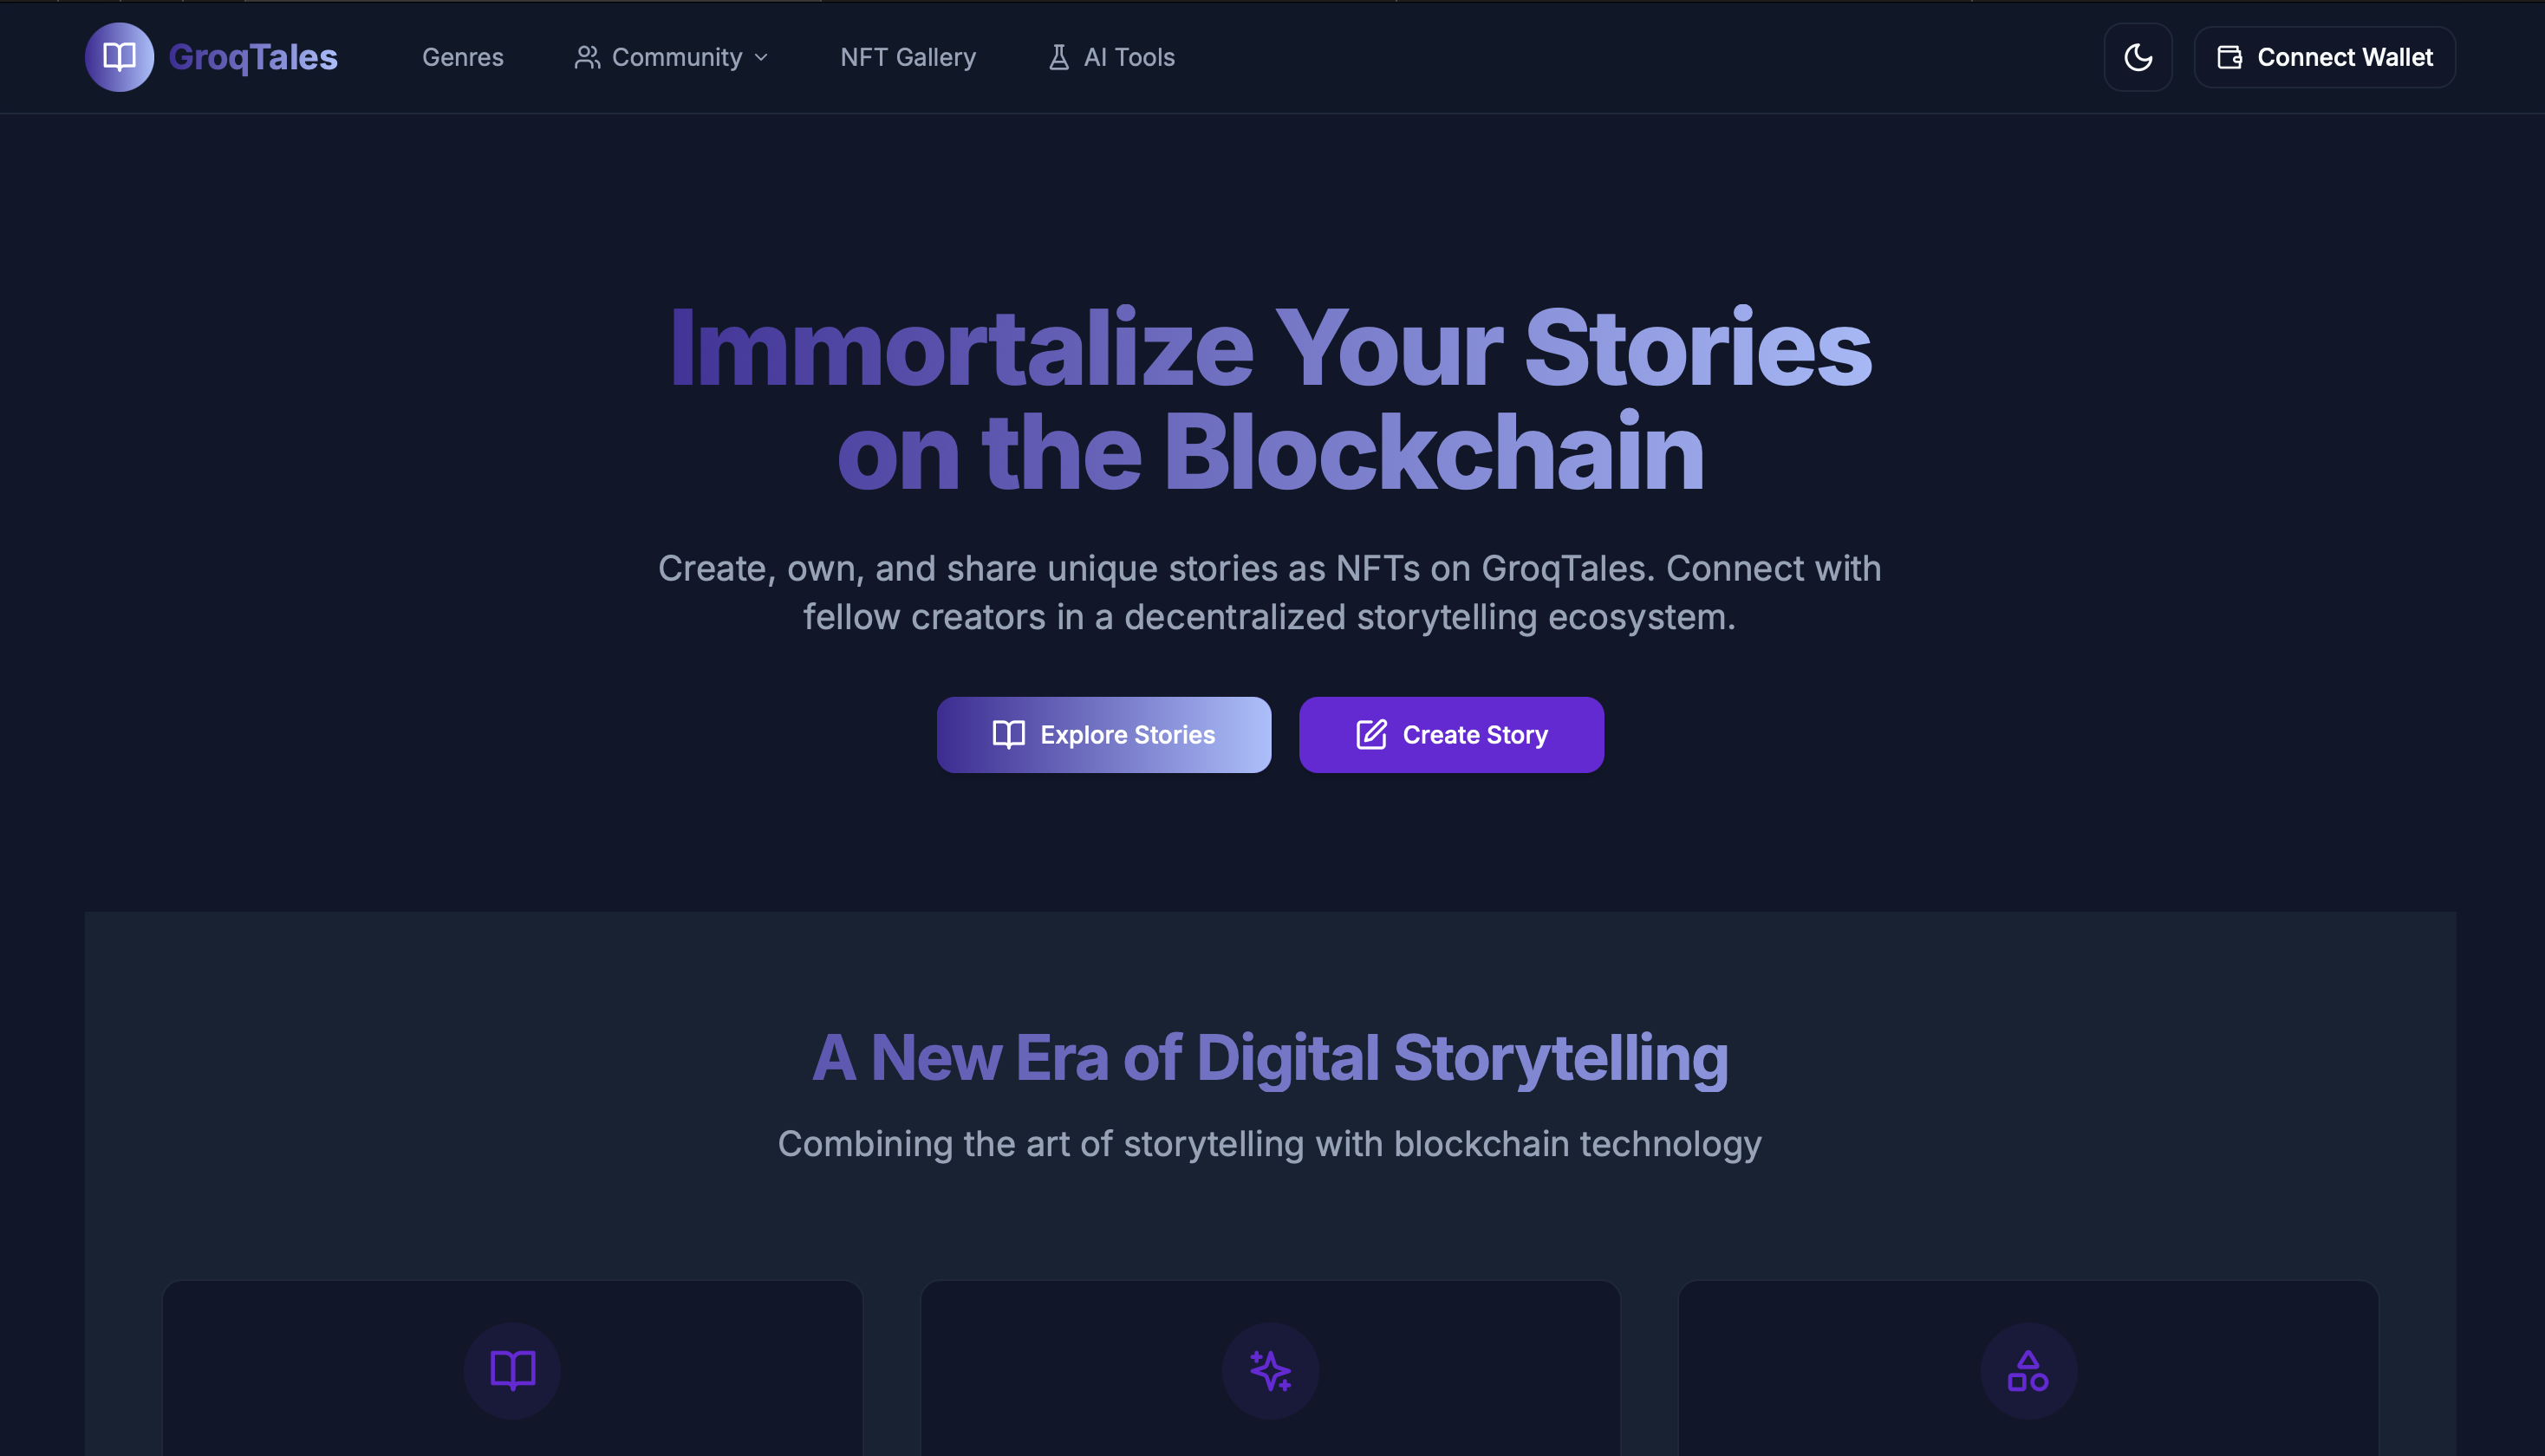 GroqTales
Genres
Community
NFT Gallery
AI Tools
Connect Wallet
Immortalize Your Stories
on the Blockchain
Create, own, and share unique stories as NFTs on GroqTales. Connect with
fellow creators in a decentralized storytelling ecosystem.
Explore Stories
Create Story
A New Era of Digital Storytelling
Combining the art of storytelling with blockchain technology